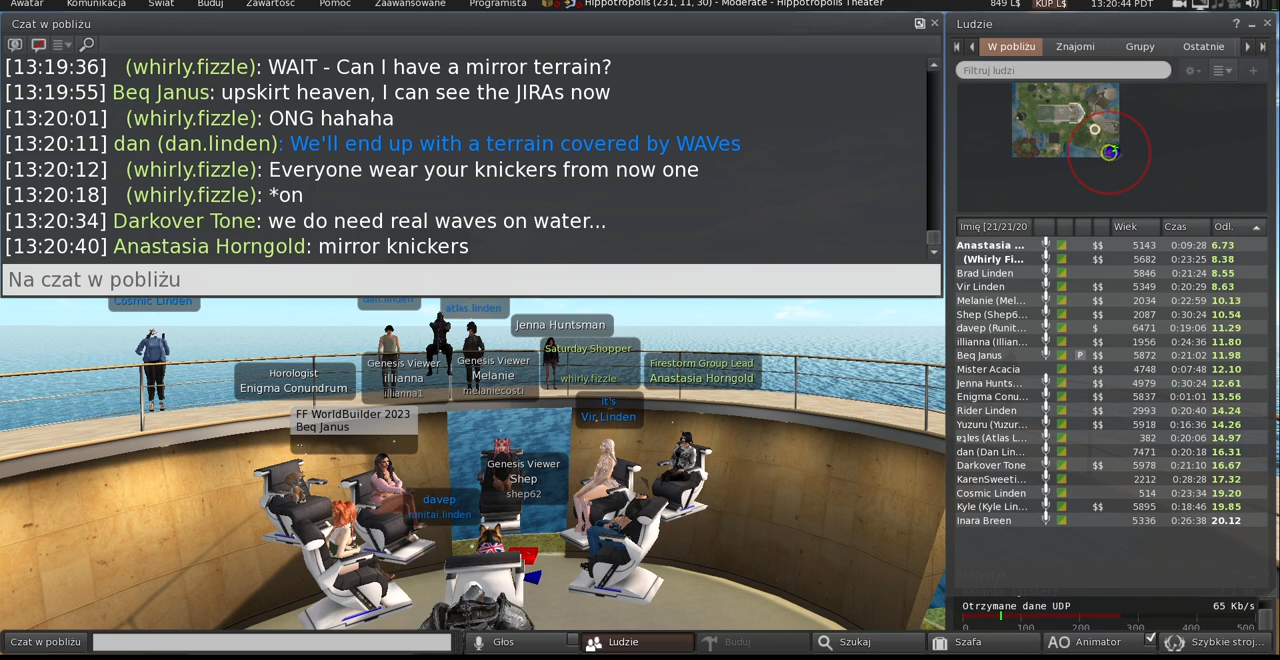 Awatar Komunikacja Świat Buduj Zawartość Pomoc Zaawansowane Programista Hippotropolis (231, 11, 30) - Moderate - Hippotropolis Theater 849 L$ KUP L$ 13:20:44 PDT
Czat w pobliżu
[13:19:36] (whirly.fizzle): WAIT - Can I have a mirror terrain?
[13:19:55] Beq Janus: upskirt heaven, I can see the JIRAs now
[13:20:01] (whirly.fizzle): ONG hahaha
[13:20:11] dan (dan.linden): We'll end up with a terrain covered by WAVes
[13:20:12] (whirly.fizzle): Everyone wear your knickers from now one
[13:20:18] (whirly.fizzle): *on
[13:20:34] Darkover Tone: we do need real waves on water...
[13:20:40] Anastasia Horngold: mirror knickers
Na czat w pobliżu
Cosmic Linden
dan.linden
atlas.linden
Jenna Huntsman
Saturday Shopper
whirly.fizzle
Firestorm Group Lead
Anastasia Horngold
Horologist
Enigma Conundrum
Genesis Viewer
illianna
illianna1
Genesis Viewer
Melanie
melaniecosti
It's
Vir Linden
FF WorldBuilder 2023
Beq Janus
Genesis Viewer
Shep
shep62
davep
runitai.linden
Ludzie
W pobliżu Znajomi Grupy Ostatnie
Filtruj ludzi
Imię [21/21/20 Wiek Czas Odl.
Anastasia ... $$ 5143 0:09:28 6.73
(Whirly Fi... $$ 5682 0:23:25 8.38
Brad Linden 5846 0:21:24 8.55
Vir Linden $$ 5349 0:20:29 8.63
Melanie (Mel... $$ 2034 0:22:59 10.13
Shep (Shep6... $$ 2087 0:30:24 10.54
davep (Runit... $ 6471 0:19:06 11.29
illianna (Illian... $$ 1956 0:24:36 11.80
Beq Janus P $$ 5872 0:21:02 11.98
Mister Acacia $$ 4748 0:07:48 12.10
Jenna Hunts... $$ 4979 0:30:24 12.61
Enigma Conu... $$ 5837 0:01:01 13.56
Rider Linden $$ 2993 0:20:40 14.24
Yuzuru (Yuzur... $$ 5918 0:16:36 14.26
(Atlas L... 382 0:20:06 14.97
dan (Dan Lin... 7471 0:20:18 16.31
Darkover Tone $$ 5978 0:21:10 16.67
KarenSweeti... 2212 0:28:28 17.32
Cosmic Linden 514 0:23:34 19.20
Kyle (Kyle Lin... $$ 5895 0:18:46 19.85
Inara Breen 5336 0:26:38 20.12
Otrzymane dane UDP 65 Kb/s
0 100 200 300 400 500
Czat w pobliżu Głos Ludzie Buduj Szukaj Szafa AO Animator Szybkie stroj...